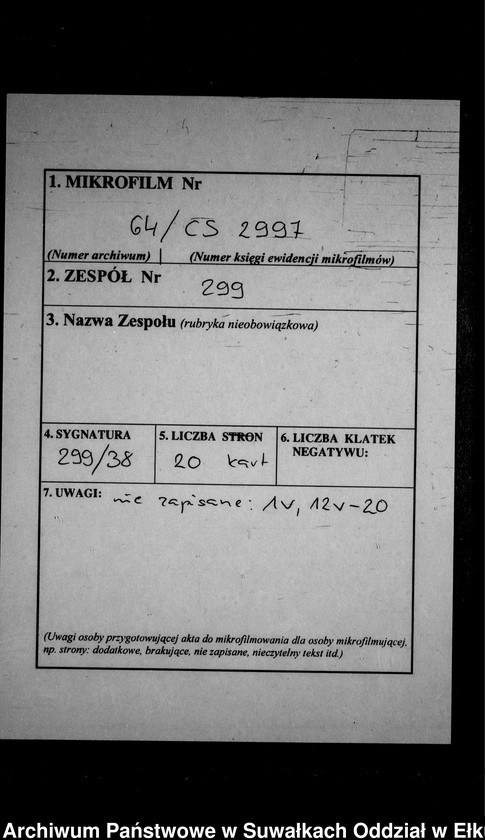 1. MIKROFILM Nr
64/CS 2997
(Numer archiwum) | (Numer księgi ewidencji mikrofilmów)
2. ZESPÓŁ Nr
299
3. Nazwa Zespołu (rubryka nieobowiązkowa)
4. SYGNATURA
299/38
5. LICZBA STRON
20 kart
6. LICZBA KLATEK
NEGATYWU:
7. UWAGI: nie zapisane: 1v, 12v-20
(Uwagi osoby przygotowującej akta do mikrofilmowania dla osoby mikrofilmującej,
np. strony: dodatkowe, brakujące, nie zapisane, nieczytelny tekst itd.)
Archiwum Państwowe w Suwałkach Oddział w Ełk